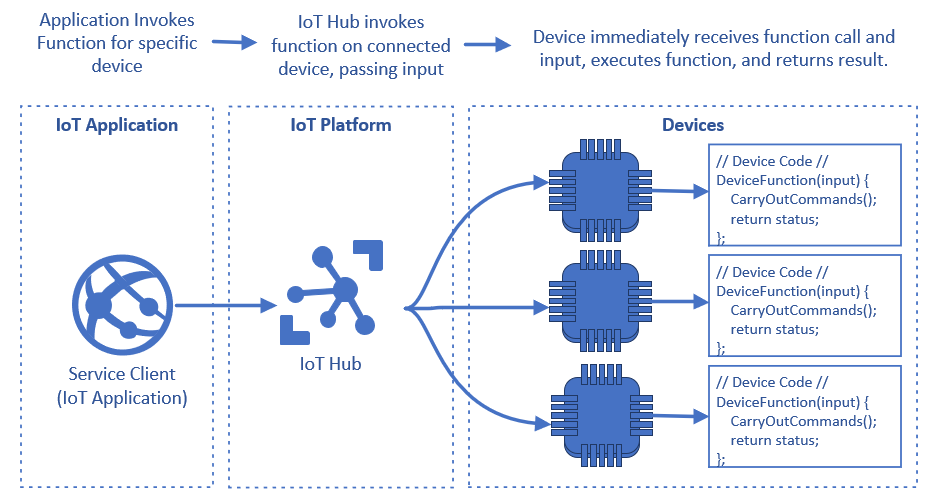 Application Invokes
Function for specific
device
IoT Hub invokes
function on connected
device, passing input
Device immediately receives function call and
input, executes function, and returns result.
IoT Application
IoT Platform
Devices
// Device Code //
DeviceFunction(input) {
CarryOutCommands();
return status;
};
// Device Code //
DeviceFunction(input) {
CarryOutCommands();
return status;
};
// Device Code //
DeviceFunction(input) {
CarryOutCommands();
return status;
};
IoT Hub
Service Client
(IoT Application)